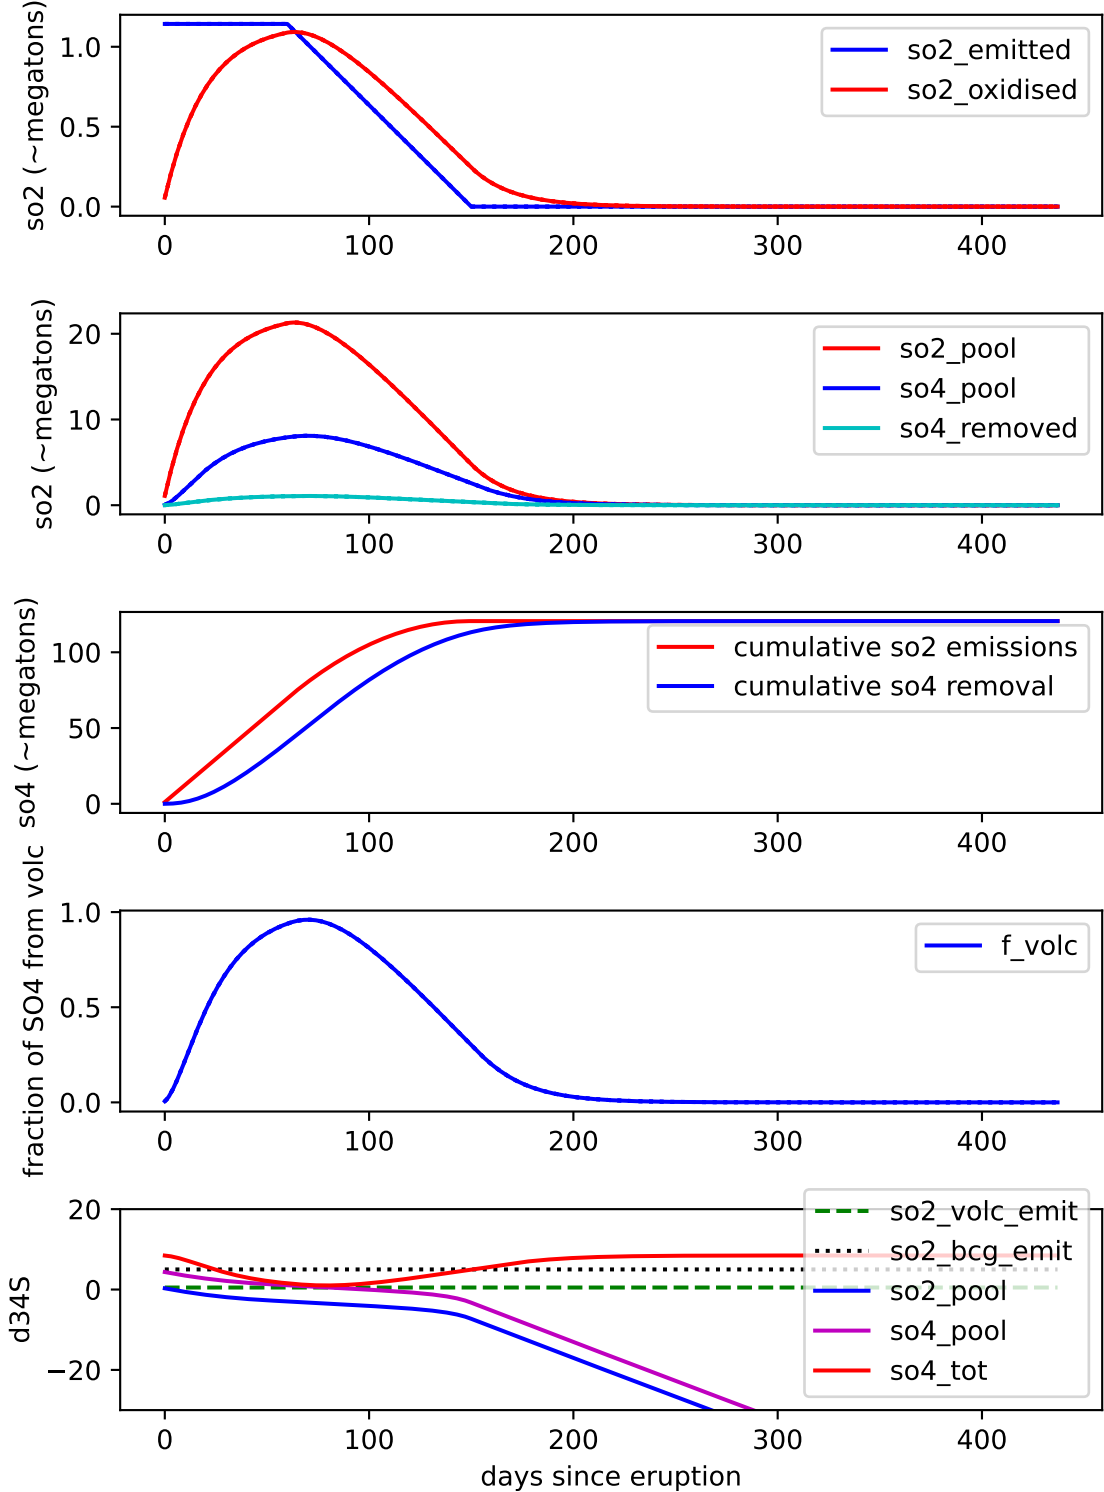 so2 (~megatons)
1.0
0.5
0.0
so2_emitted
so2_oxidised
0 100 200 300 400
so2 (~megatons)
20
10
0
so2_pool
so4_pool
so4_removed
0 100 200 300 400
so4 (~megatons)
100
50
0
cumulative so2 emissions
cumulative so4 removal
0 100 200 300 400
fraction of SO4 from volc
1.0
0.5
0.0
f_volc
0 100 200 300 400
d34S
20
0
−20
so2_volc_emit
so2_bcg_emit
so2_pool
so4_pool
so4_tot
0 100 200 300 400
days since eruption